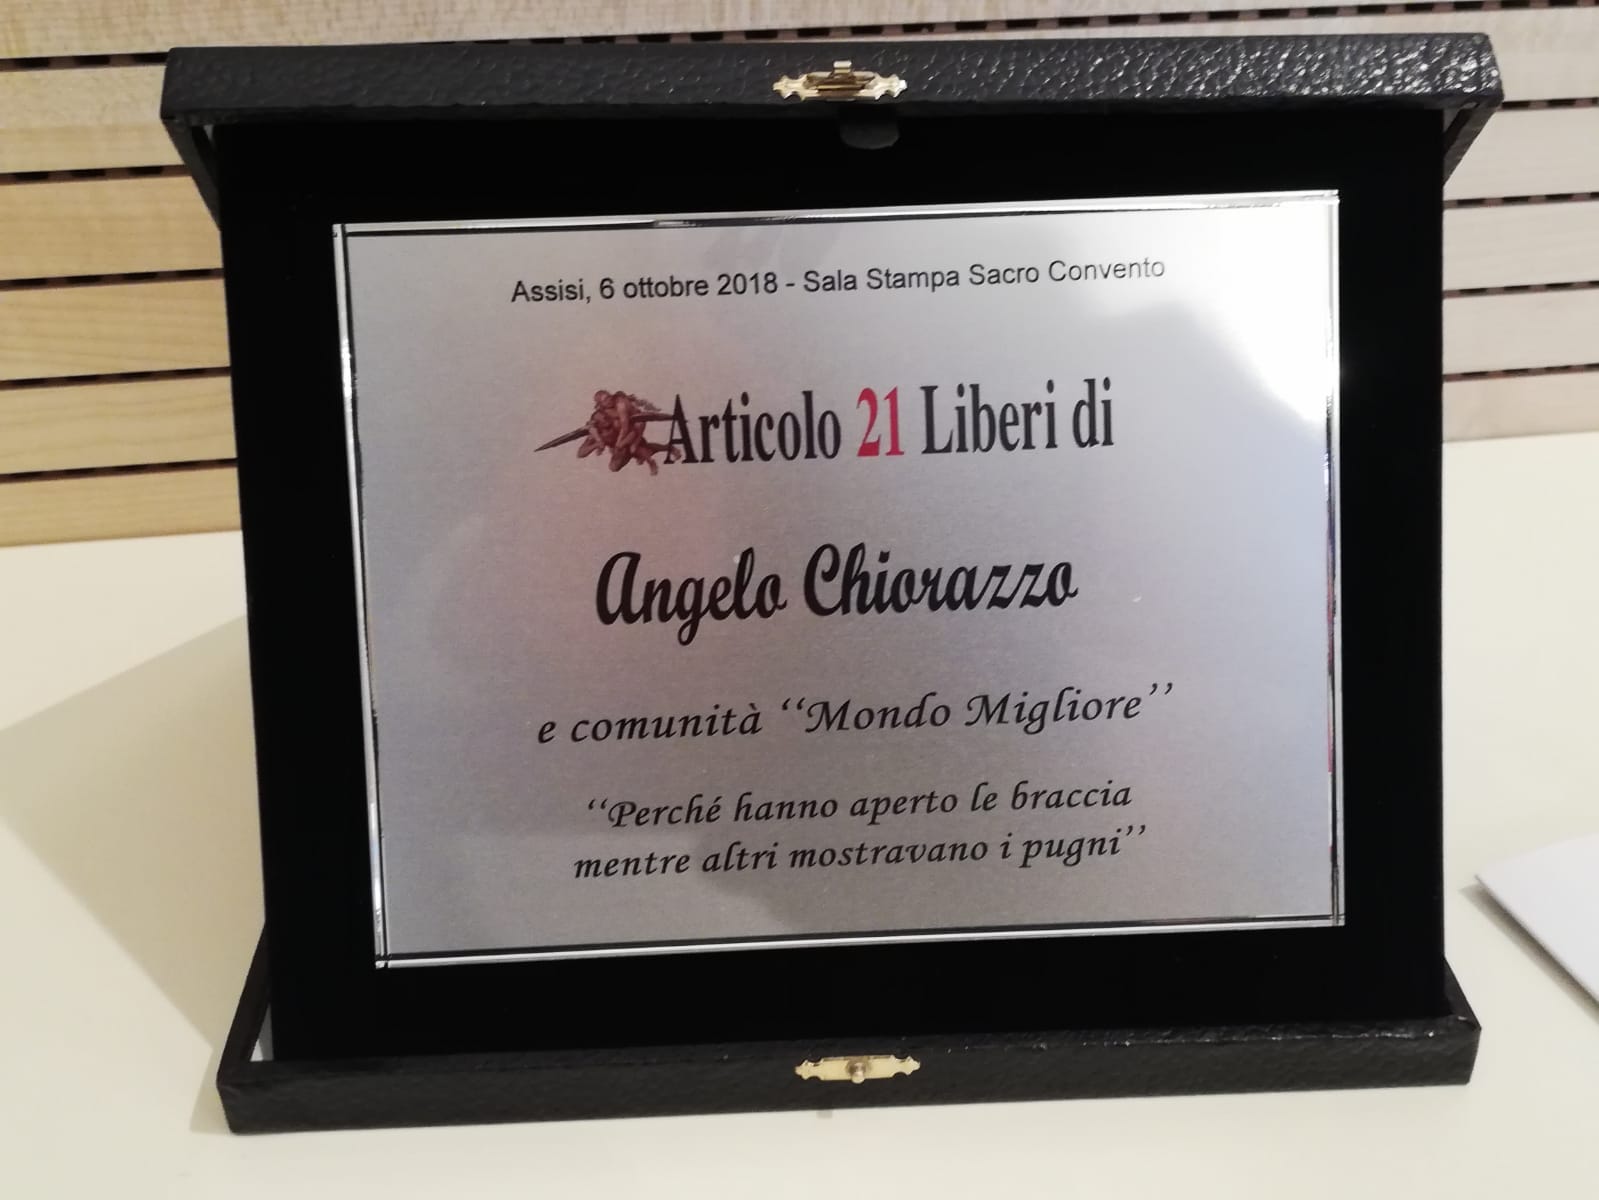 Assisi, 6 ottobre 2018 - Sala Stampa Sacro Convento
Articolo 21 Liberi di
Angelo Chiorazzo
e comunità ‘‘Mondo Migliore’’
‘‘Perché hanno aperto le braccia
mentre altri mostravano i pugni’’